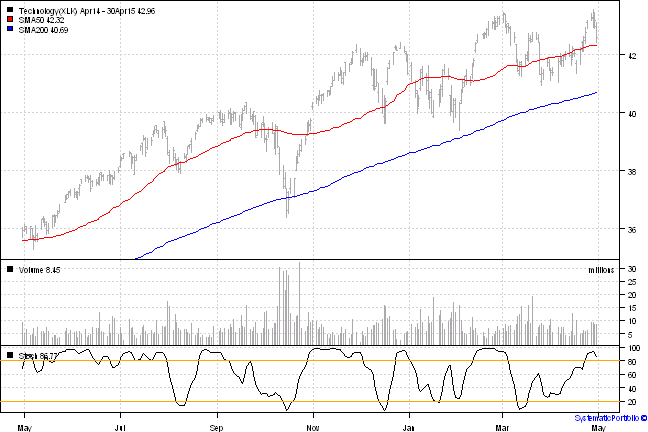 Technology(XLK) Apr14 - 30Apr15 42.96
SMA50 42.32
SMA200 40.69
42
40
38
36
Volume 8.45
millions
30
25
20
15
10
5
Stoch 86.77
100
80
60
40
20
May
Jul
Sep
Nov
Jan
Mar
May
SystematicPortfolio ©